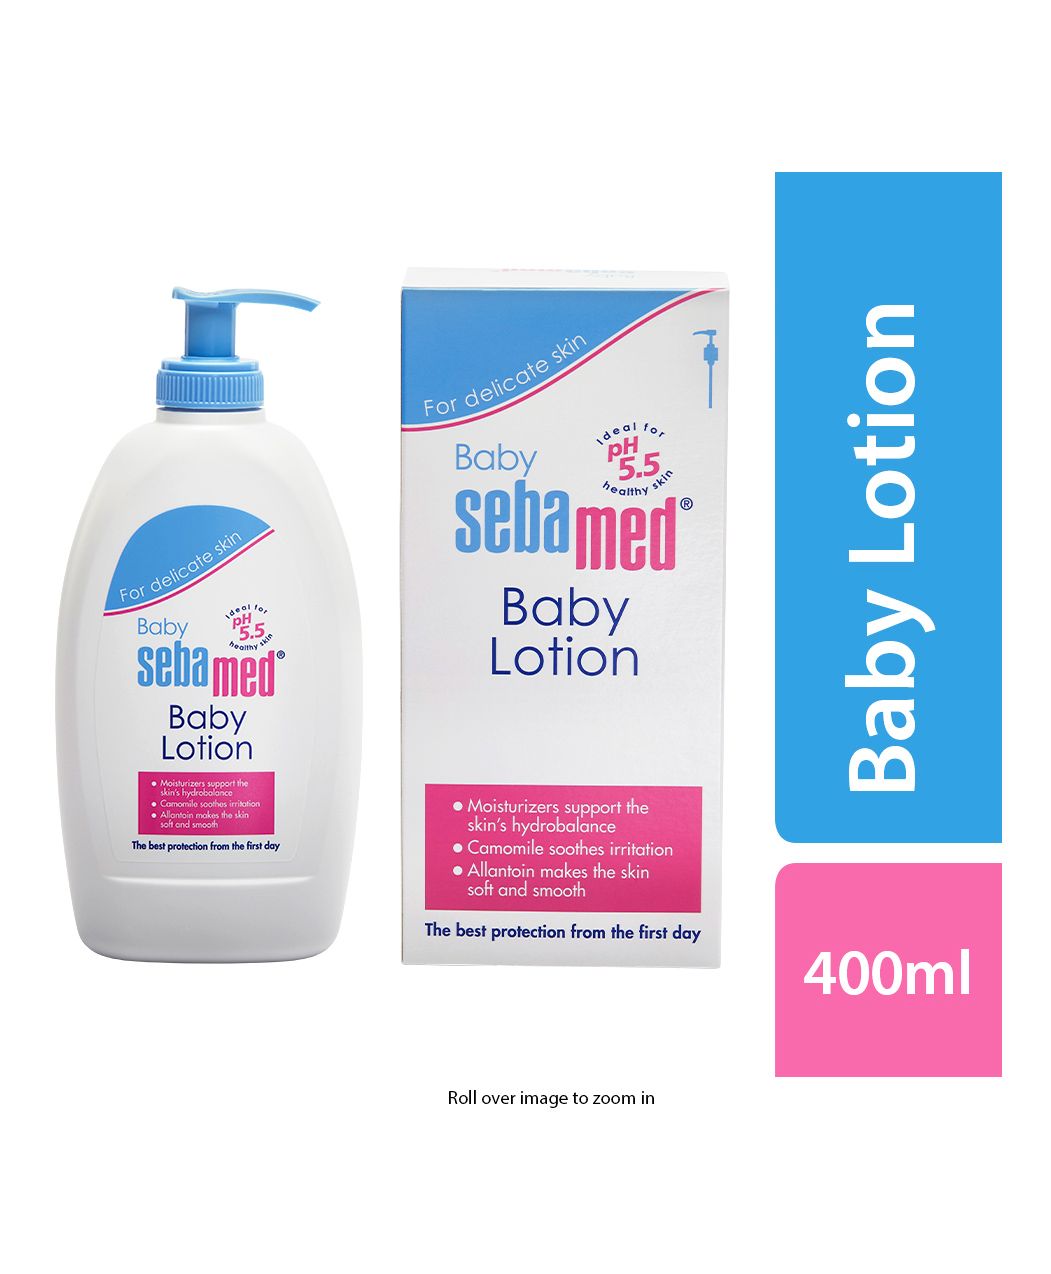 For delicate skin
Baby
Ideal for
pH
5.5
healthy skin
sebamed®
Baby
Lotion
• Moisturizers support the
skin's hydrobalance
• Camomile soothes irritation
• Allantoin makes the skin
soft and smooth
The best protection from the first day
For delicate skin
Baby
Ideal for
pH
5.5
healthy skin
sebamed®
Baby
Lotion
• Moisturizers support the
skin's hydrobalance
• Camomile soothes irritation
• Allantoin makes the skin
soft and smooth
The best protection from the first day
Baby Lotion
400ml
Roll over image to zoom in